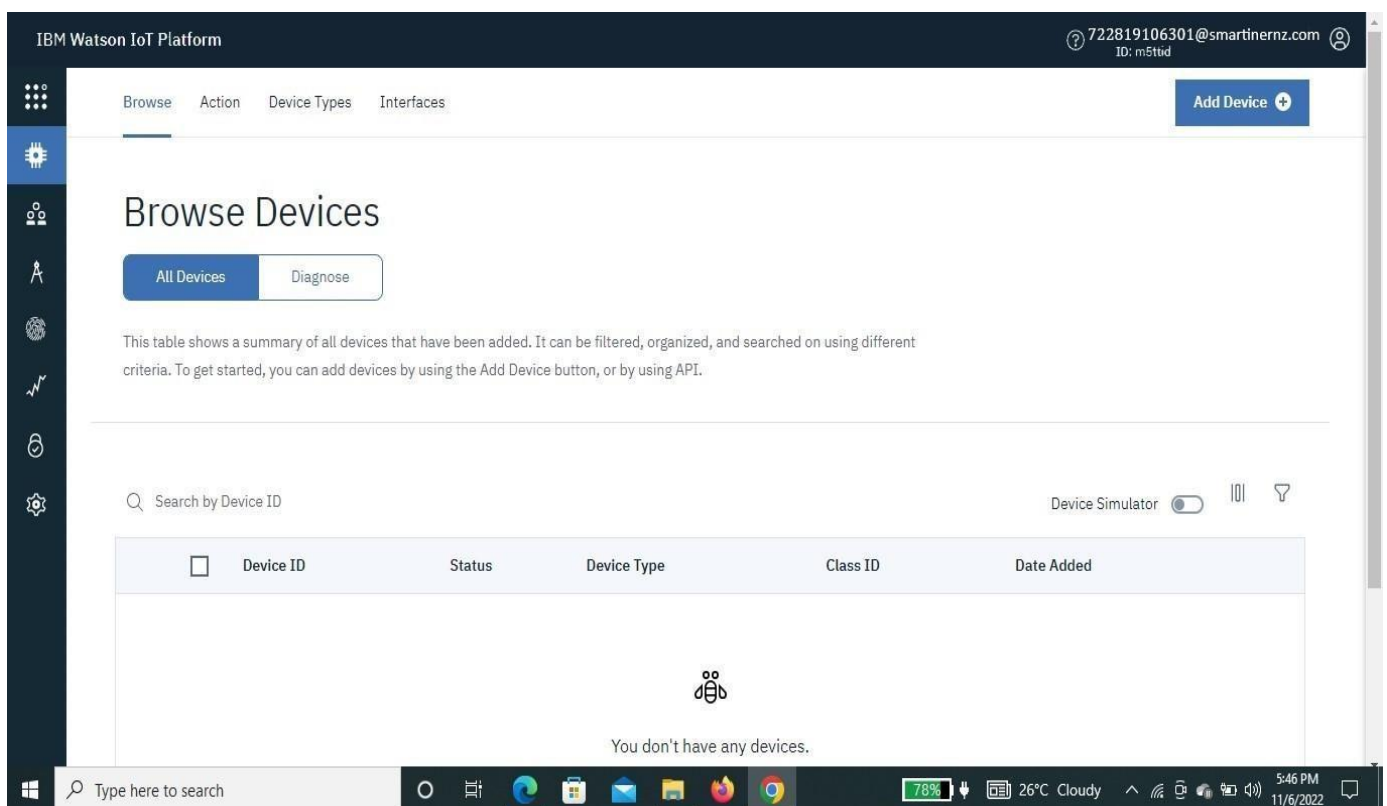 IBM Watson IoT Platform
722819106301@smartinernz.com
ID: m5ttid
Browse Action Device Types Interfaces
Add Device
Browse Devices
All Devices Diagnose
This table shows a summary of all devices that have been added. It can be filtered, organized, and searched on using different
criteria. To get started, you can add devices by using the Add Device button, or by using API.
Search by Device ID
Device Simulator
Device ID Status Device Type Class ID Date Added
You don't have any devices.
Type here to search
78%
26°C Cloudy
5:46 PM
11/6/2022